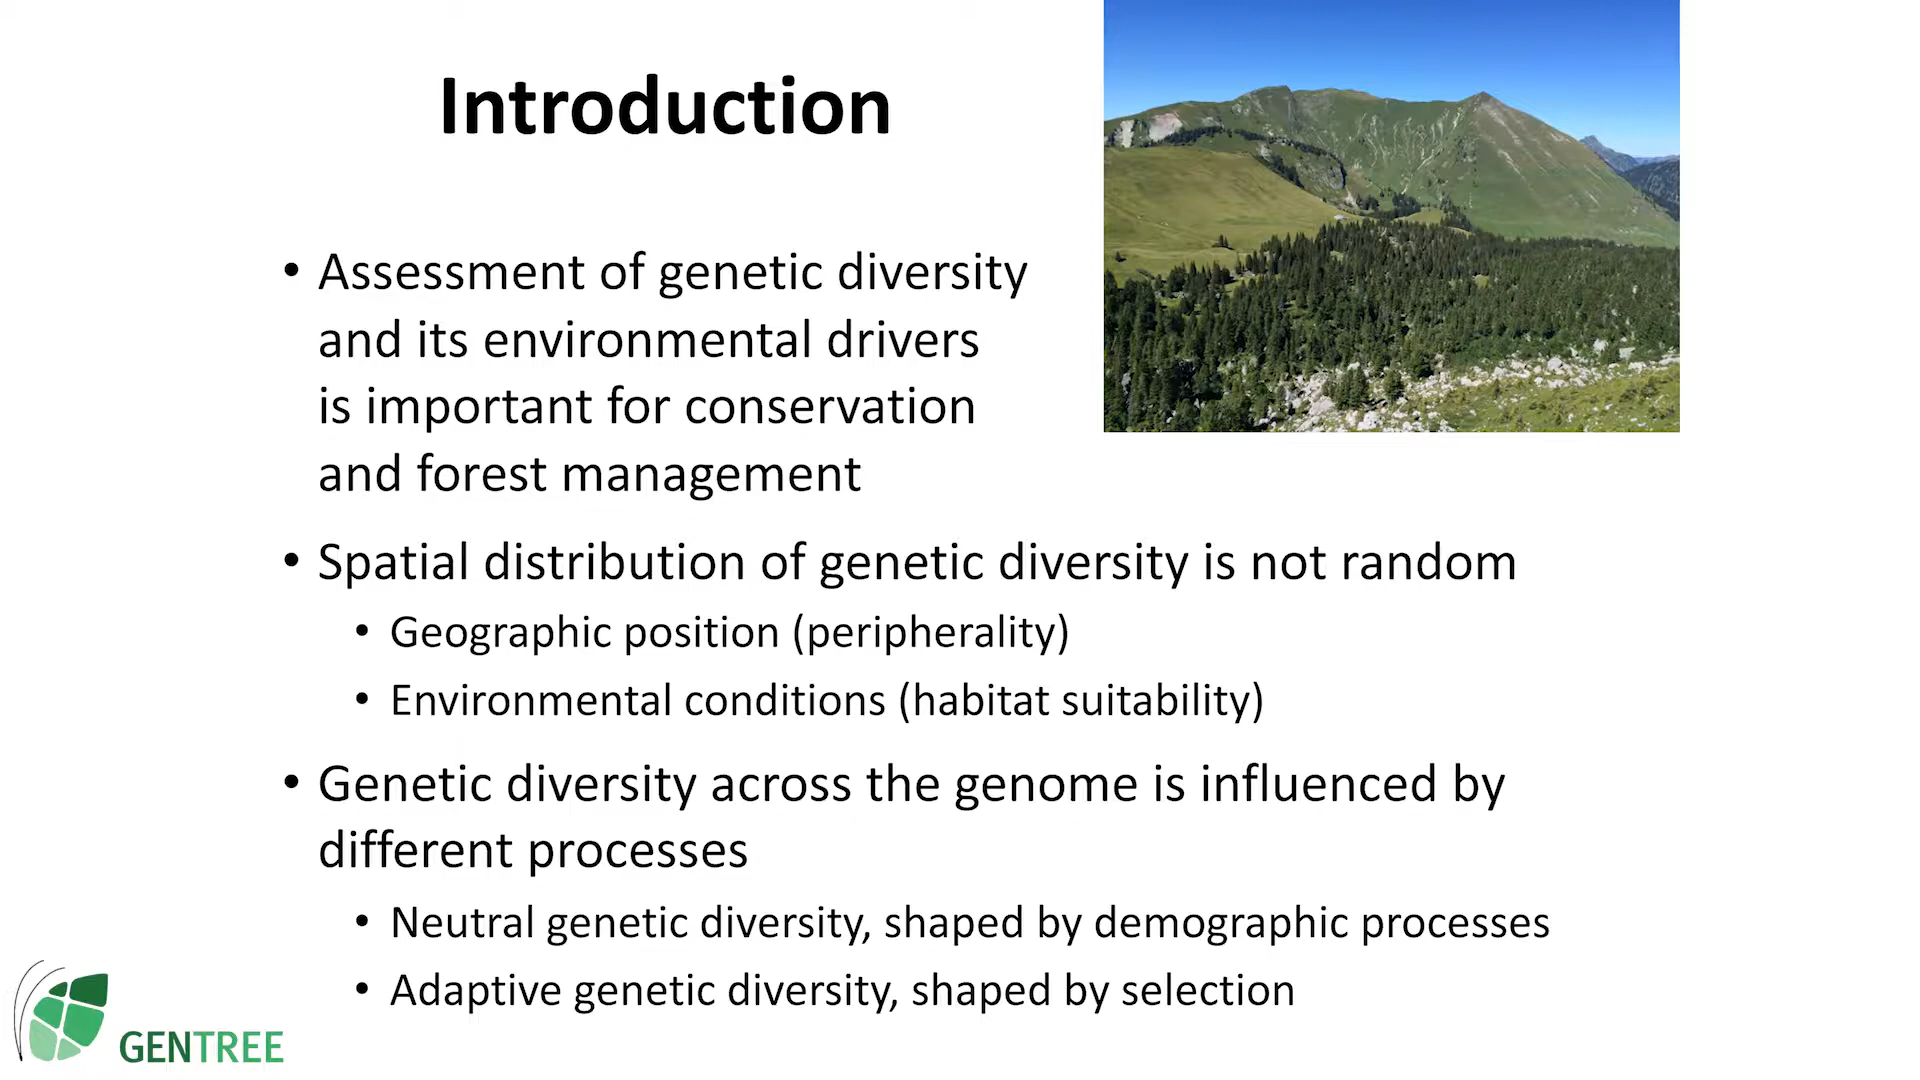 Introduction
• Assessment of genetic diversity
and its environmental drivers
is important for conservation
and forest management
• Spatial distribution of genetic diversity is not random
• Geographic position (peripherality)
• Environmental conditions (habitat suitability)
• Genetic diversity across the genome is influenced by
different processes
• Neutral genetic diversity, shaped by demographic processes
• Adaptive genetic diversity, shaped by selection
GENTREE